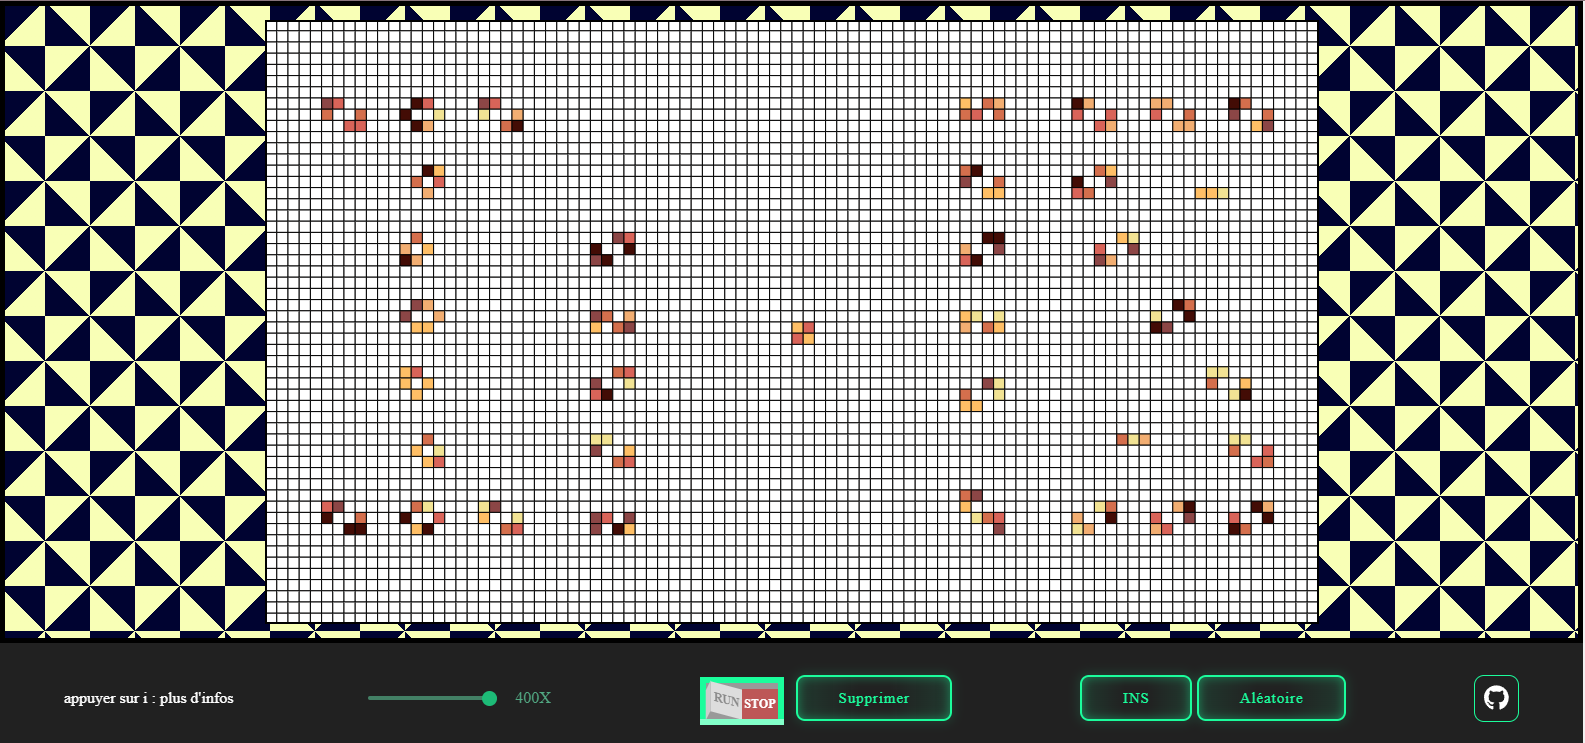 appuyer sur i : plus d'infos
400X
RUN
STOP
Supprimer
INS
Aléatoire